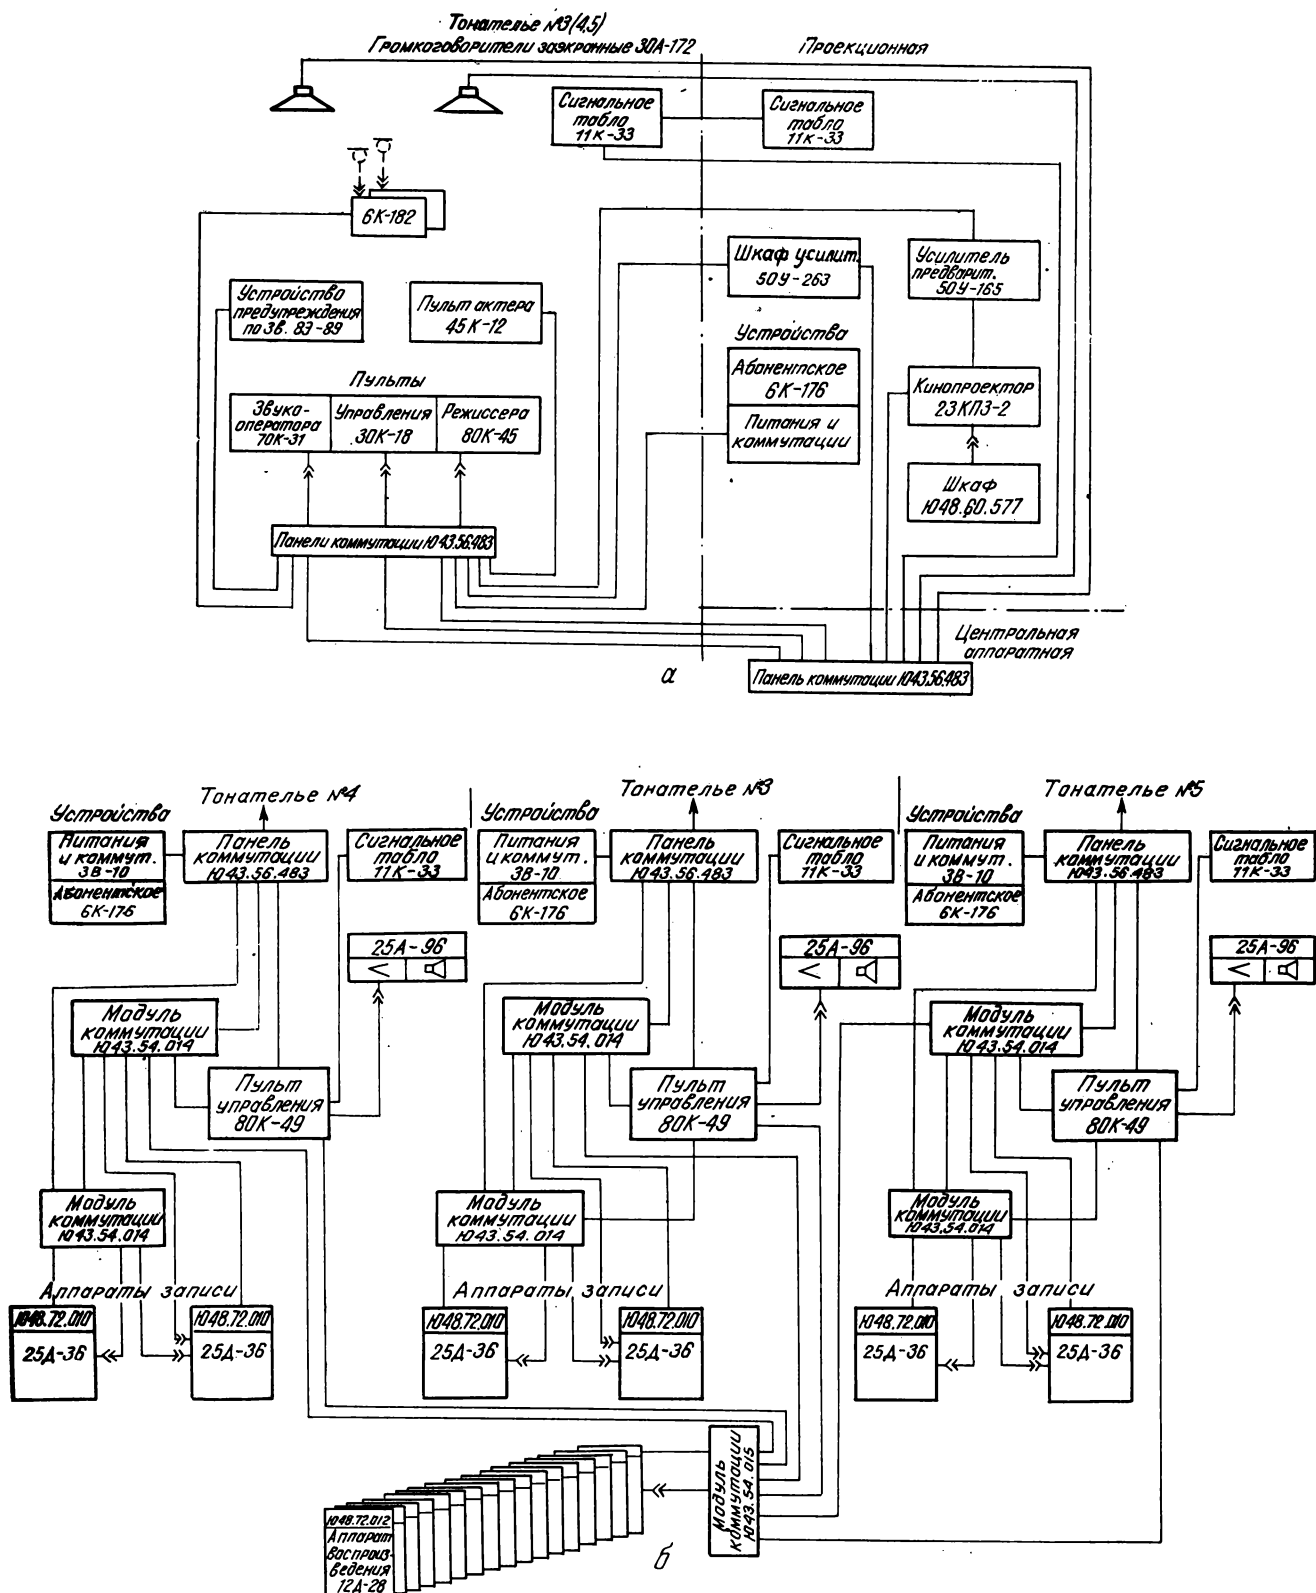 Тонателье №3(4,5)
Громкоговорители заэкранные 30А-172
Проекционная
Сигнальное
табло
11К-33
Сигнальное
табло
11К-33
6К-182
Шкаф усилит.
50У-263
Усилитель
предварит.
50У-165
Устройство
предупреждения
по зв. 8Э-89
Пульт актера
45К-12
Устройства
Абонентское
6К-176
Питания и
коммутации
Кинопроектор
23КПЗ-2
Шкаф
Ю48.60.577
Пульты
Звуко-
оператора
70К-31
Управления
30К-18
Режиссера
80К-45
Панели коммутации Ю43.56.483
Центральная
аппаратная
Панель коммутации Ю43.56.483
а
Тонателье №4
Устройства
Питания
и коммут.
3В-10
Абонентское
6К-176
Панель
коммутации
Ю43.56.483
Сигнальное
табло
11К-33
25А-96
Модуль
коммутации
Ю43.54.014
Пульт
управления
80К-49
Модуль
коммутации
Ю43.54.014
Аппараты записи
Ю48.72.010
25Д-36
Ю48.72.010
25Д-36
Тонателье №3
Устройства
Питания
и коммут.
3В-10
Абонентское
6К-176
Панель
коммутации
Ю43.56.483
Сигнальное
табло
11К-33
25А-96
Модуль
коммутации
Ю43.54.014
Пульт
управления
80К-49
Модуль
коммутации
Ю43.54.014
Аппараты записи
Ю48.72.010
25Д-36
Ю48.72.010
25Д-36
Тонателье №5
Устройства
Питания
и коммут.
3В-10
Абонентское
6К-176
Панель
коммутации
Ю43.56.483
Сигнальное
табло
11К-33
25А-96
Модуль
коммутации
Ю43.54.014
Пульт
управления
80К-49
Модуль
коммутации
Ю43.54.014
Аппараты записи
Ю48.72.010
25Д-36
Ю48.72.010
25Д-36
Модуль
коммутации
Ю43.54.015
Ю48.72.012
Аппарат
воспроиз-
ведения
12Д-28
б